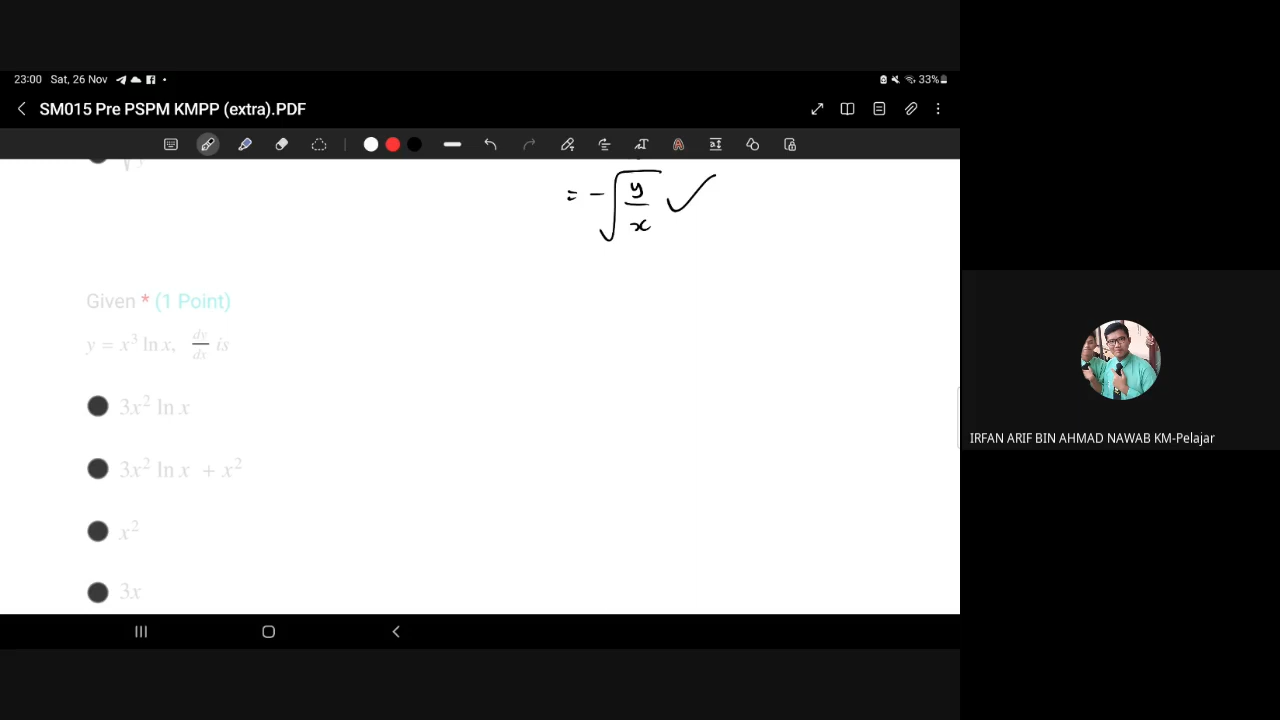 23:00 Sat, 26 Nov 33%
SM015 Pre PSPM KMPP (extra).PDF
= -√(y/x) ✓
Given * (1 Point)
y = x³ ln x, dy/dx is
3x² ln x
3x² ln x + x²
x²
3x
IRFAN ARIF BIN AHMAD NAWAB KM-Pelajar